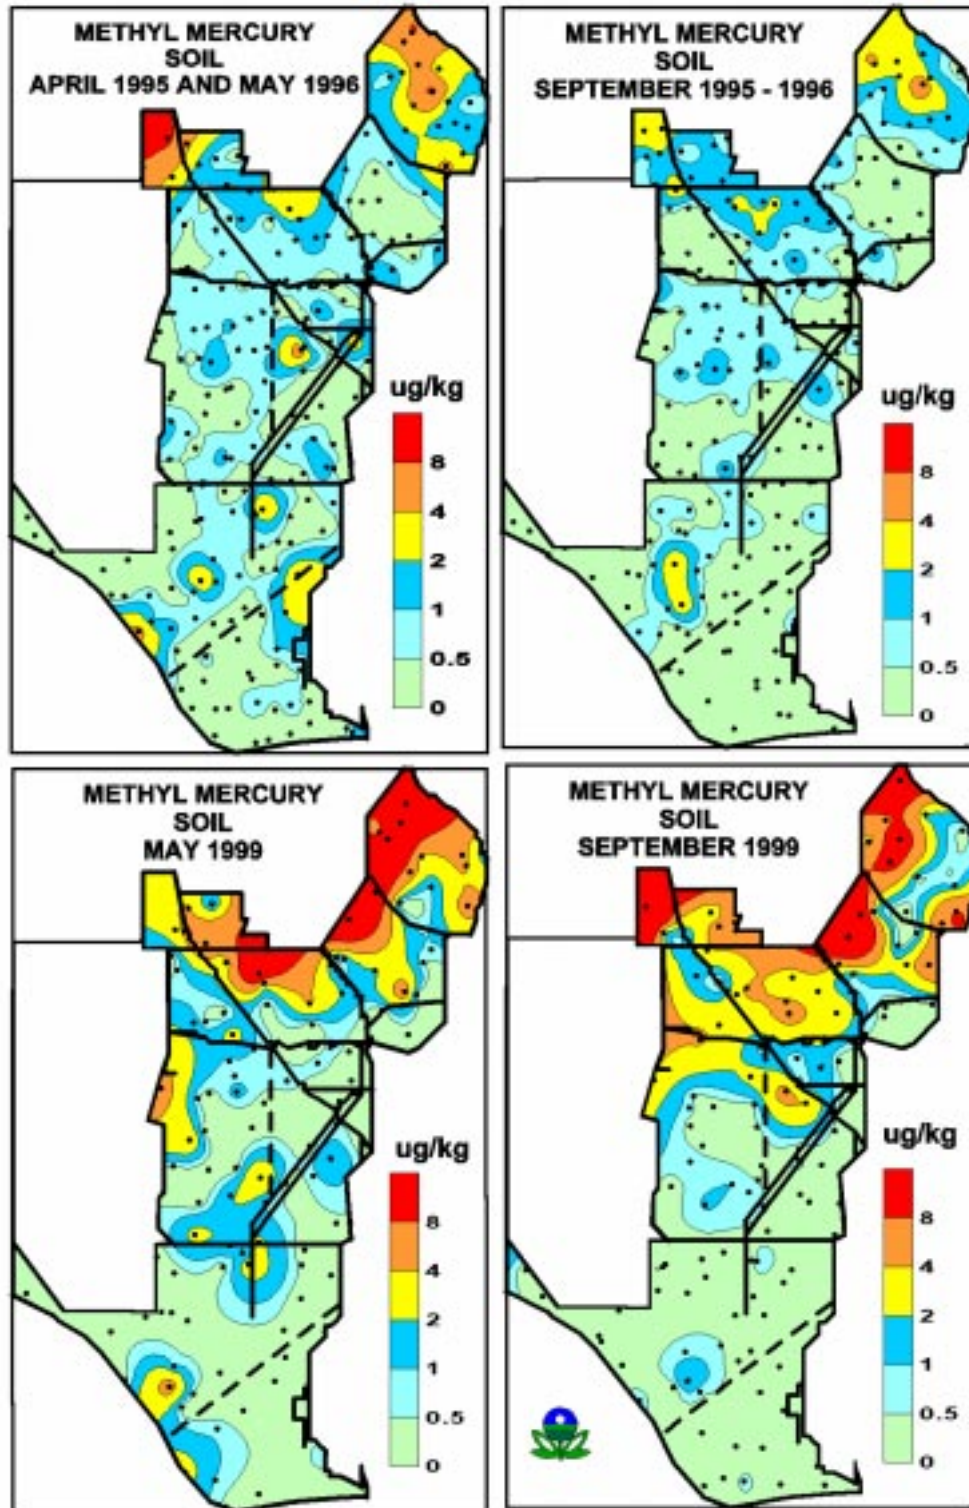 METHYL MERCURY
SOIL
APRIL 1995 AND MAY 1996
ug/kg
8
4
2
1
0.5
0
METHYL MERCURY
SOIL
SEPTEMBER 1995 - 1996
ug/kg
8
4
2
1
0.5
0
METHYL MERCURY
SOIL
MAY 1999
ug/kg
8
4
2
1
0.5
0
METHYL MERCURY
SOIL
SEPTEMBER 1999
ug/kg
8
4
2
1
0.5
0